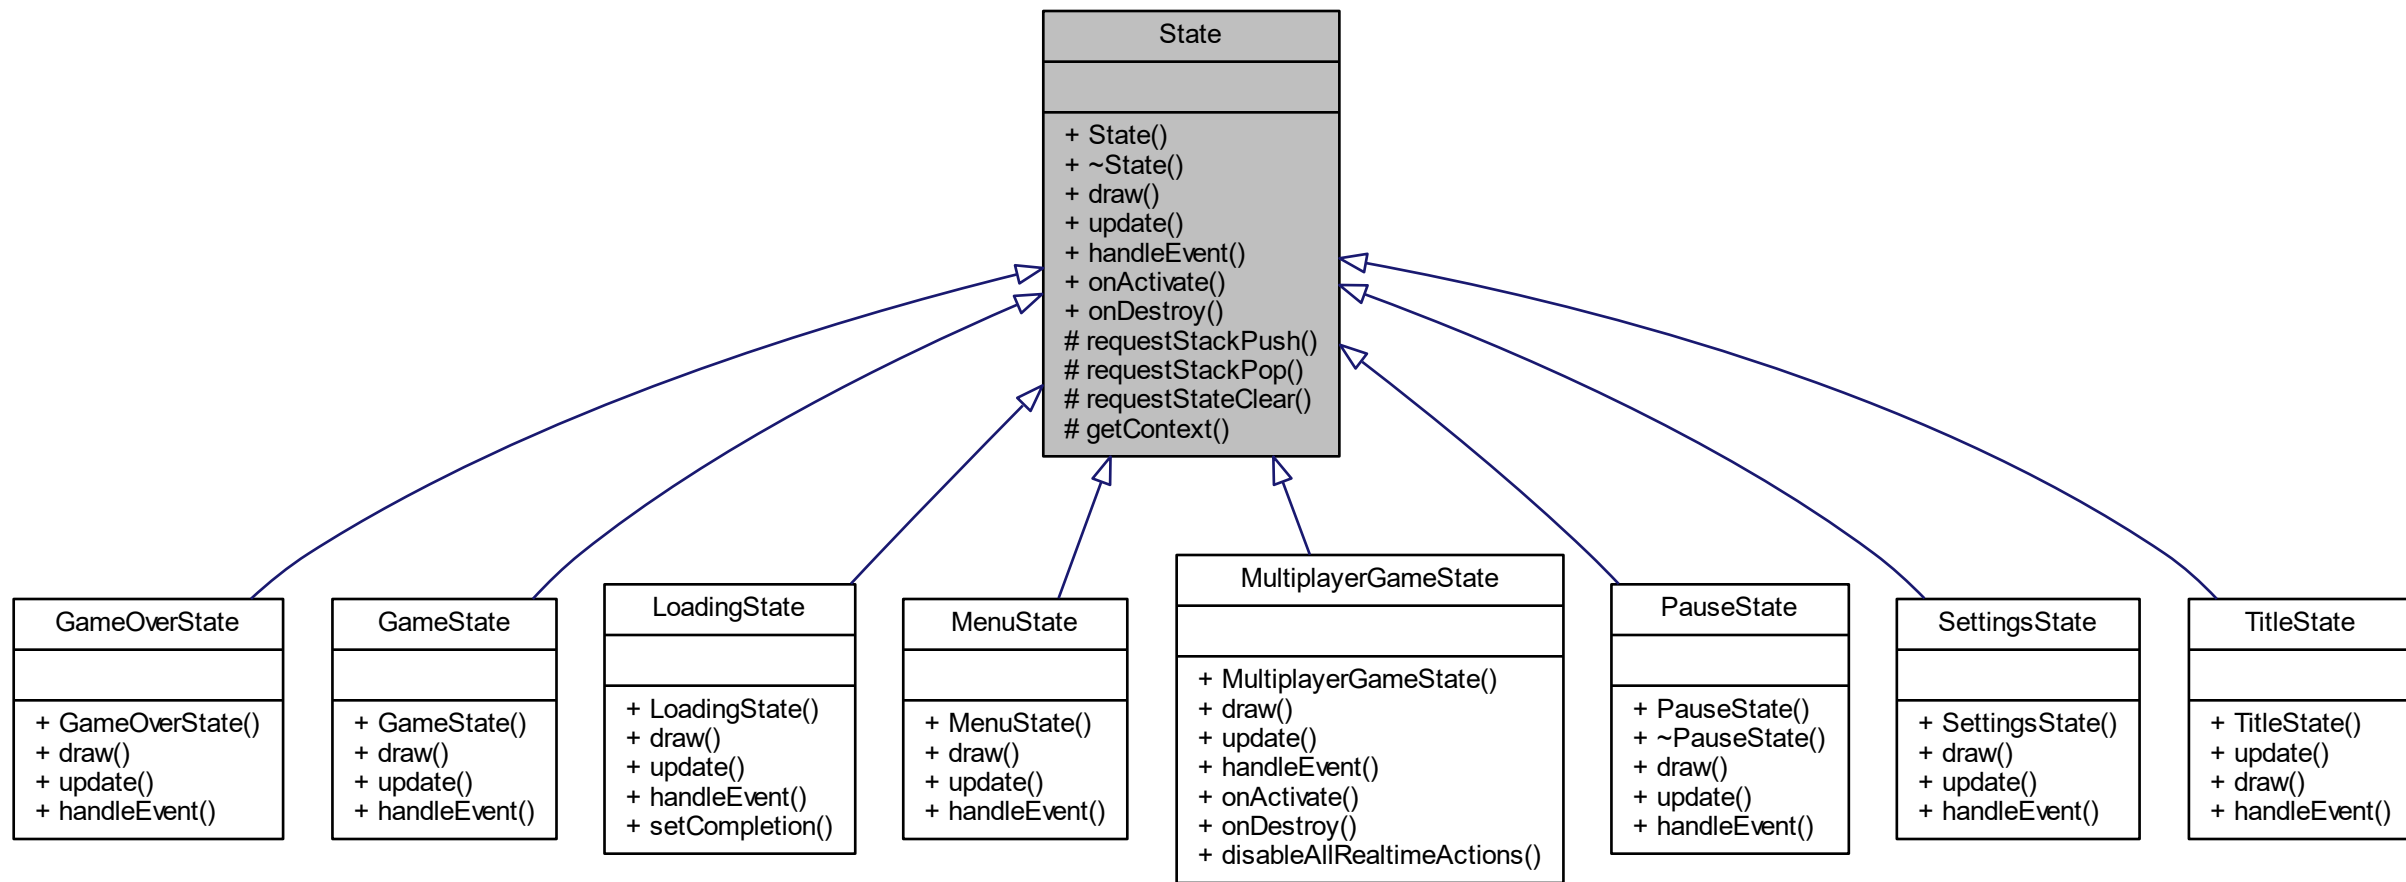 State
+ State()
+ ~State()
+ draw()
+ update()
+ handleEvent()
+ onActivate()
+ onDestroy()
# requestStackPush()
# requestStackPop()
# requestStateClear()
# getContext()
GameOverState
+ GameOverState()
+ draw()
+ update()
+ handleEvent()
GameState
+ GameState()
+ draw()
+ update()
+ handleEvent()
LoadingState
+ LoadingState()
+ draw()
+ update()
+ handleEvent()
+ setCompletion()
MenuState
+ MenuState()
+ draw()
+ update()
+ handleEvent()
MultiplayerGameState
+ MultiplayerGameState()
+ draw()
+ update()
+ handleEvent()
+ onActivate()
+ onDestroy()
+ disableAllRealtimeActions()
PauseState
+ PauseState()
+ ~PauseState()
+ draw()
+ update()
+ handleEvent()
SettingsState
+ SettingsState()
+ draw()
+ update()
+ handleEvent()
TitleState
+ TitleState()
+ update()
+ draw()
+ handleEvent()